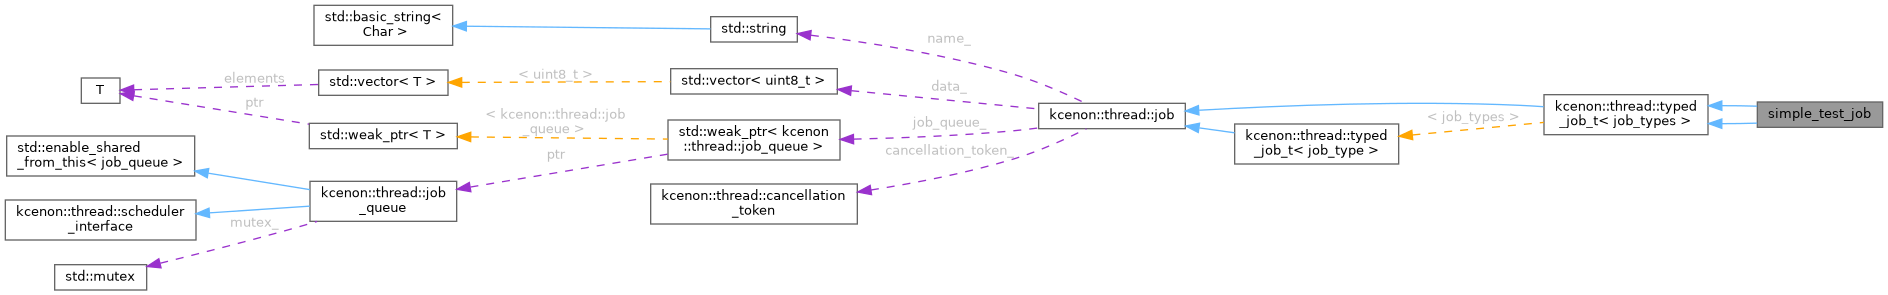 std::basic_string<
Char >
std::string
name_
elements
std::vector< T >
< uint8_t >
std::vector< uint8_t >
data_
T
ptr
std::weak_ptr< T >
< kcenon::thread::job
_queue >
std::weak_ptr< kcenon
::thread::job_queue >
job_queue_
cancellation_token_
kcenon::thread::job
kcenon::thread::typed
_job_t< job_type >
< job_types >
kcenon::thread::typed
_job_t< job_types >
simple_test_job
std::enable_shared
_from_this< job_queue >
ptr
kcenon::thread::job
_queue
kcenon::thread::cancellation
_token
kcenon::thread::scheduler
_interface
mutex_
std::mutex